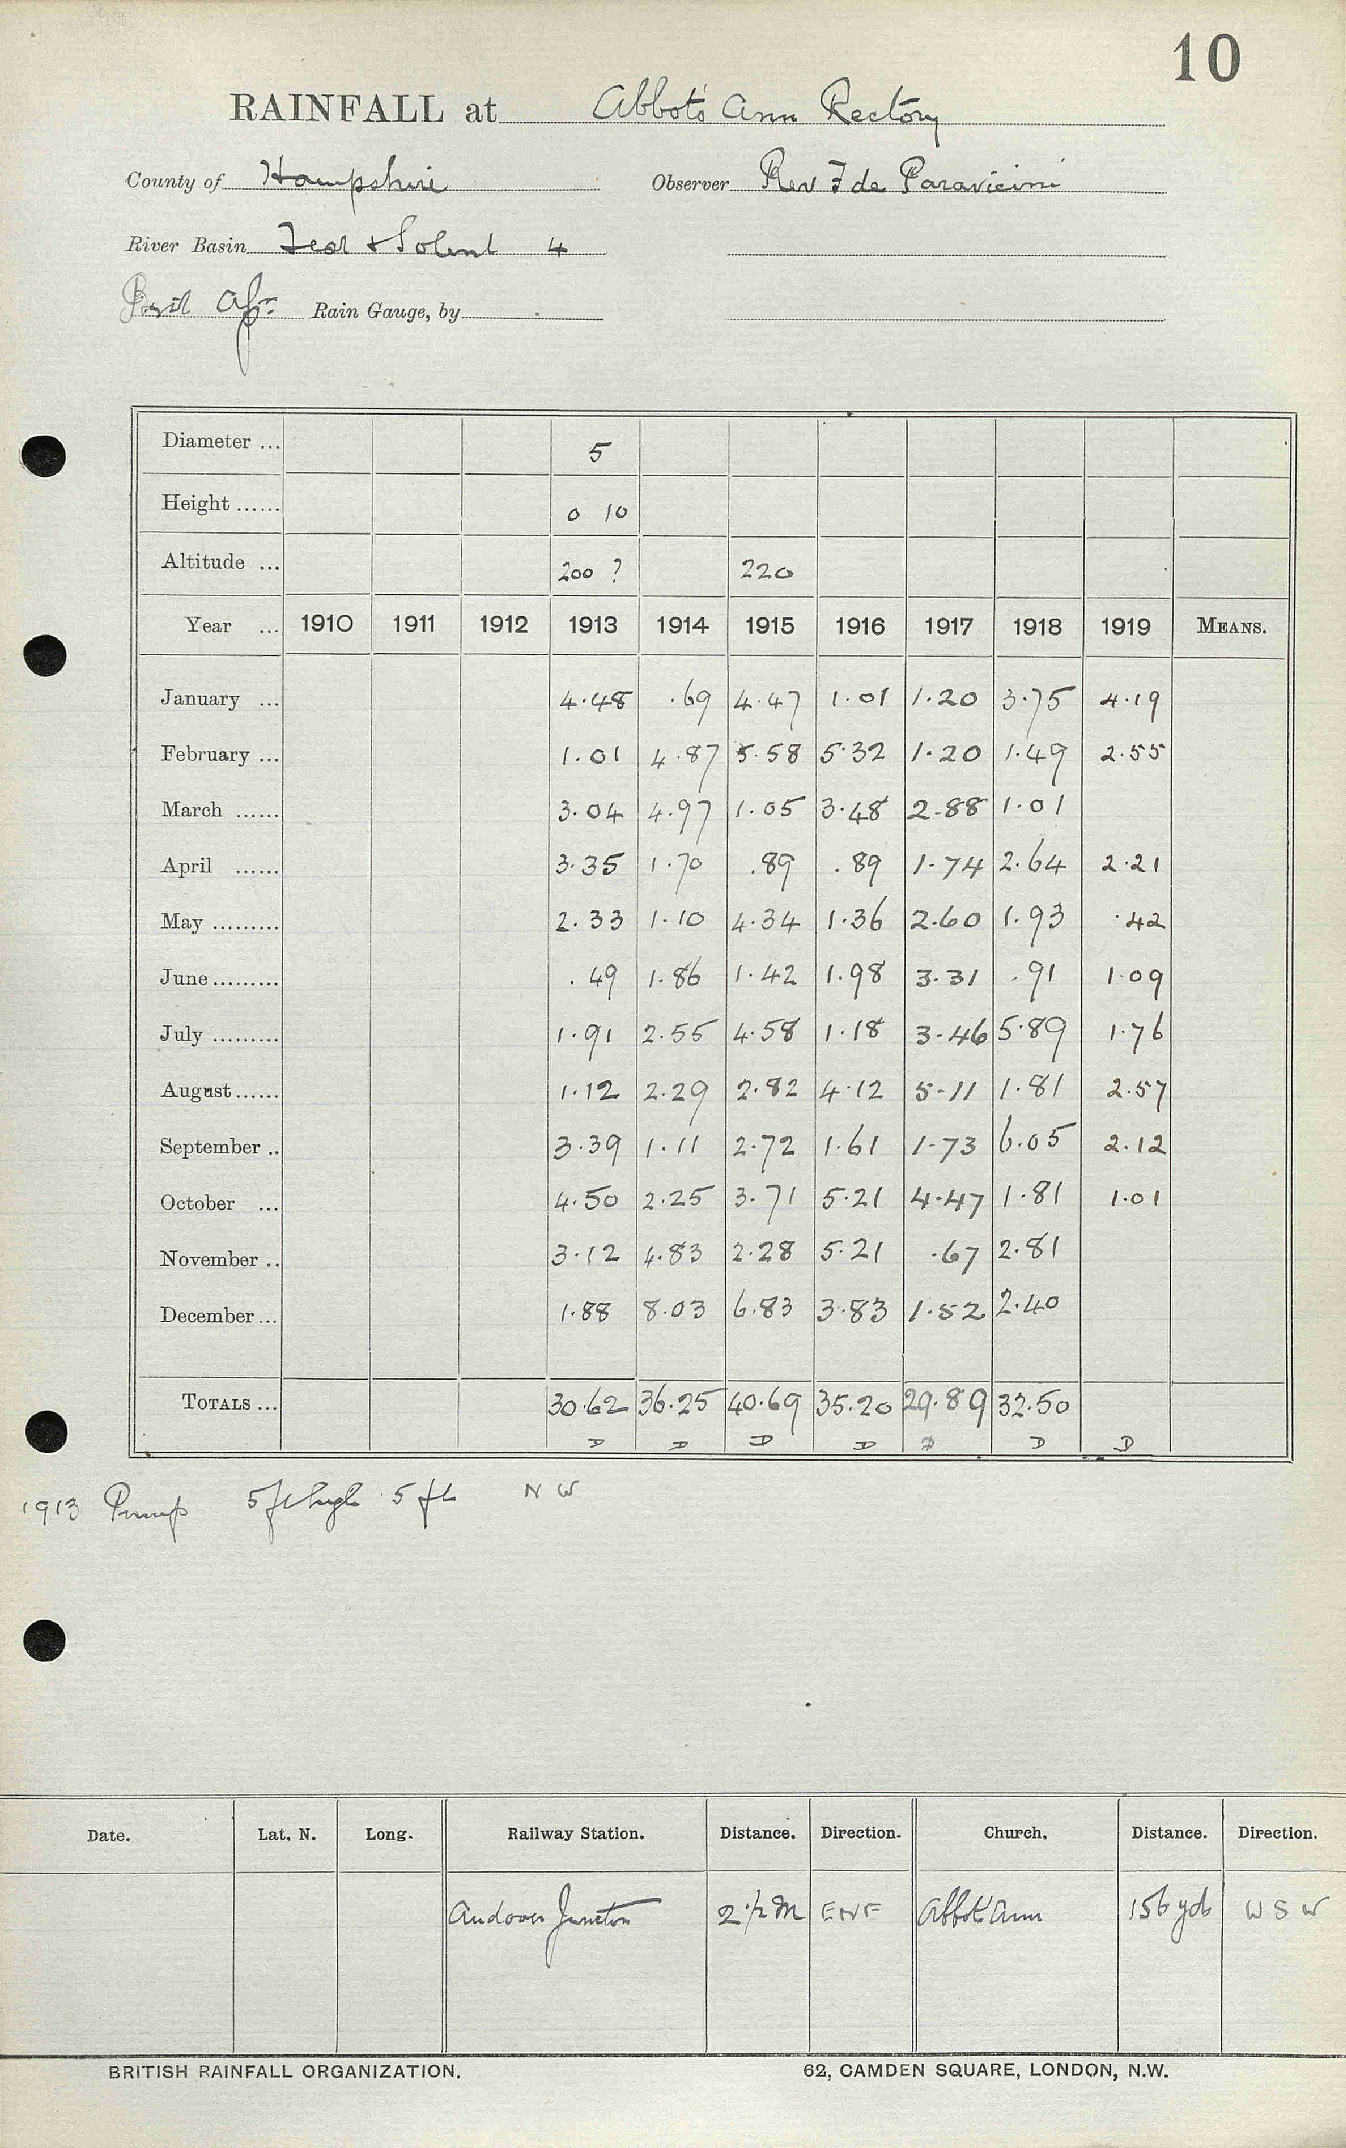 10
RAINFALL at Abbots Ann Rectory
County of Hampshire Observer Rev F de Paravicini
River Basin Test & Solent 4
Rain Gauge, by
Diameter ... 5
Height ...... 0 10
Altitude ... 200 ? 220
Year ... 1910 1911 1912 1913 1914 1915 1916 1917 1918 1919 MEANS.
January ... 4.48 .69 4.47 1.01 1.20 3.75 4.19
February ... 1.01 4.87 5.58 5.32 1.20 1.49 2.55
March ...... 3.04 4.97 1.05 3.48 2.88 1.01
April ...... 3.35 1.70 .89 .89 1.74 2.64 2.21
May ......... 2.33 1.10 4.34 1.36 2.60 1.93 .42
June ......... .49 1.86 1.42 1.98 3.31 .91 1.09
July ......... 1.91 2.55 4.58 1.18 3.46 5.89 1.76
August ...... 1.12 2.29 2.82 4.12 5.11 1.81 2.57
September .. 3.39 1.11 2.72 1.61 1.73 6.05 2.12
October ... 4.50 2.25 3.71 5.21 4.47 1.81 1.01
November .. 3.12 4.83 2.28 5.21 .67 2.81
December ... 1.88 8.03 6.83 3.83 1.52 2.40
TOTALS ... 30.62 36.25 40.69 35.20 29.89 32.50
D D D D D D D
1913 Pump 5ft high 5 ft NW
Date. Lat. N. Long. Railway Station. Distance. Direction. Church. Distance. Direction.
Andover Junction 2 1/2 M ENE Abbots Ann 156 yds WSW
BRITISH RAINFALL ORGANIZATION. 62, CAMDEN SQUARE, LONDON, N.W.